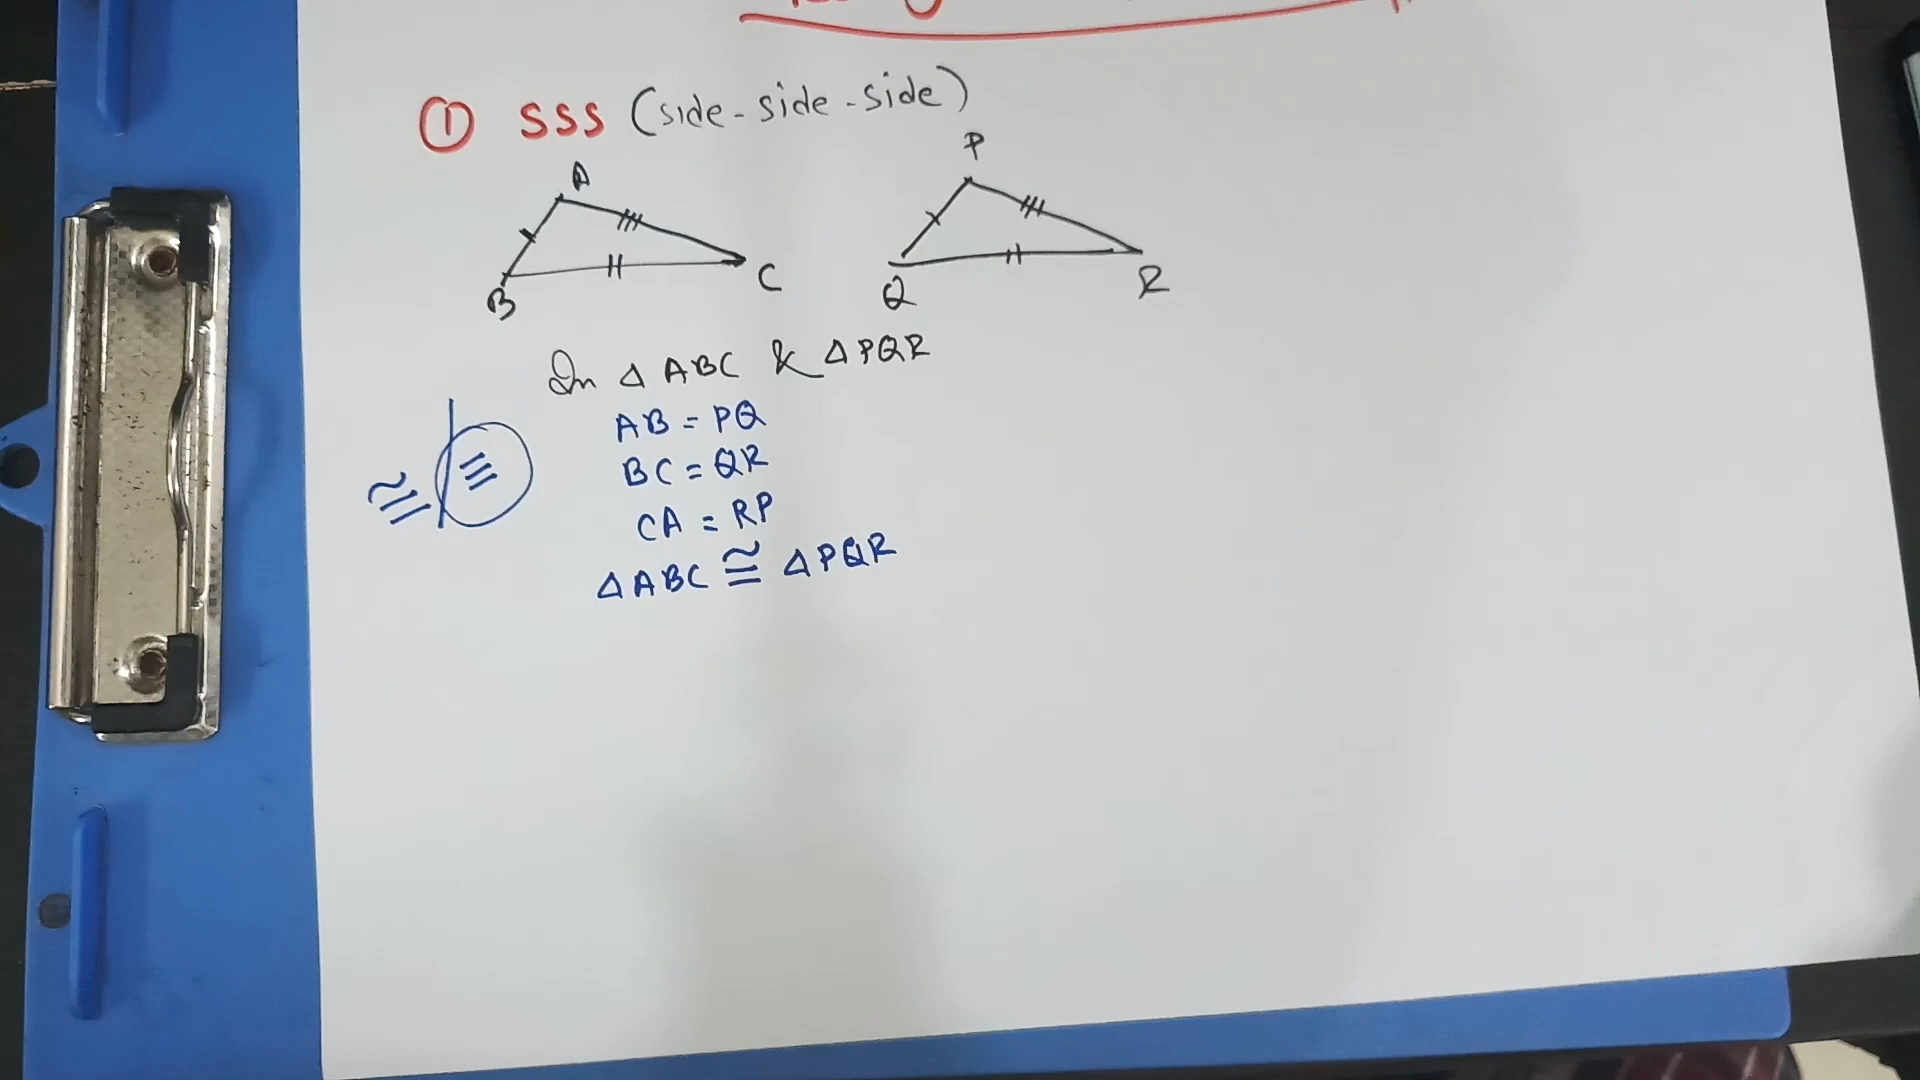 ① SSS (side-side-side)
A
P
B
C
Q
R
In △ ABC & △ PQR
AB = PQ
BC = QR
≅ ≡
CA = RP
△ ABC ≅ △ PQR